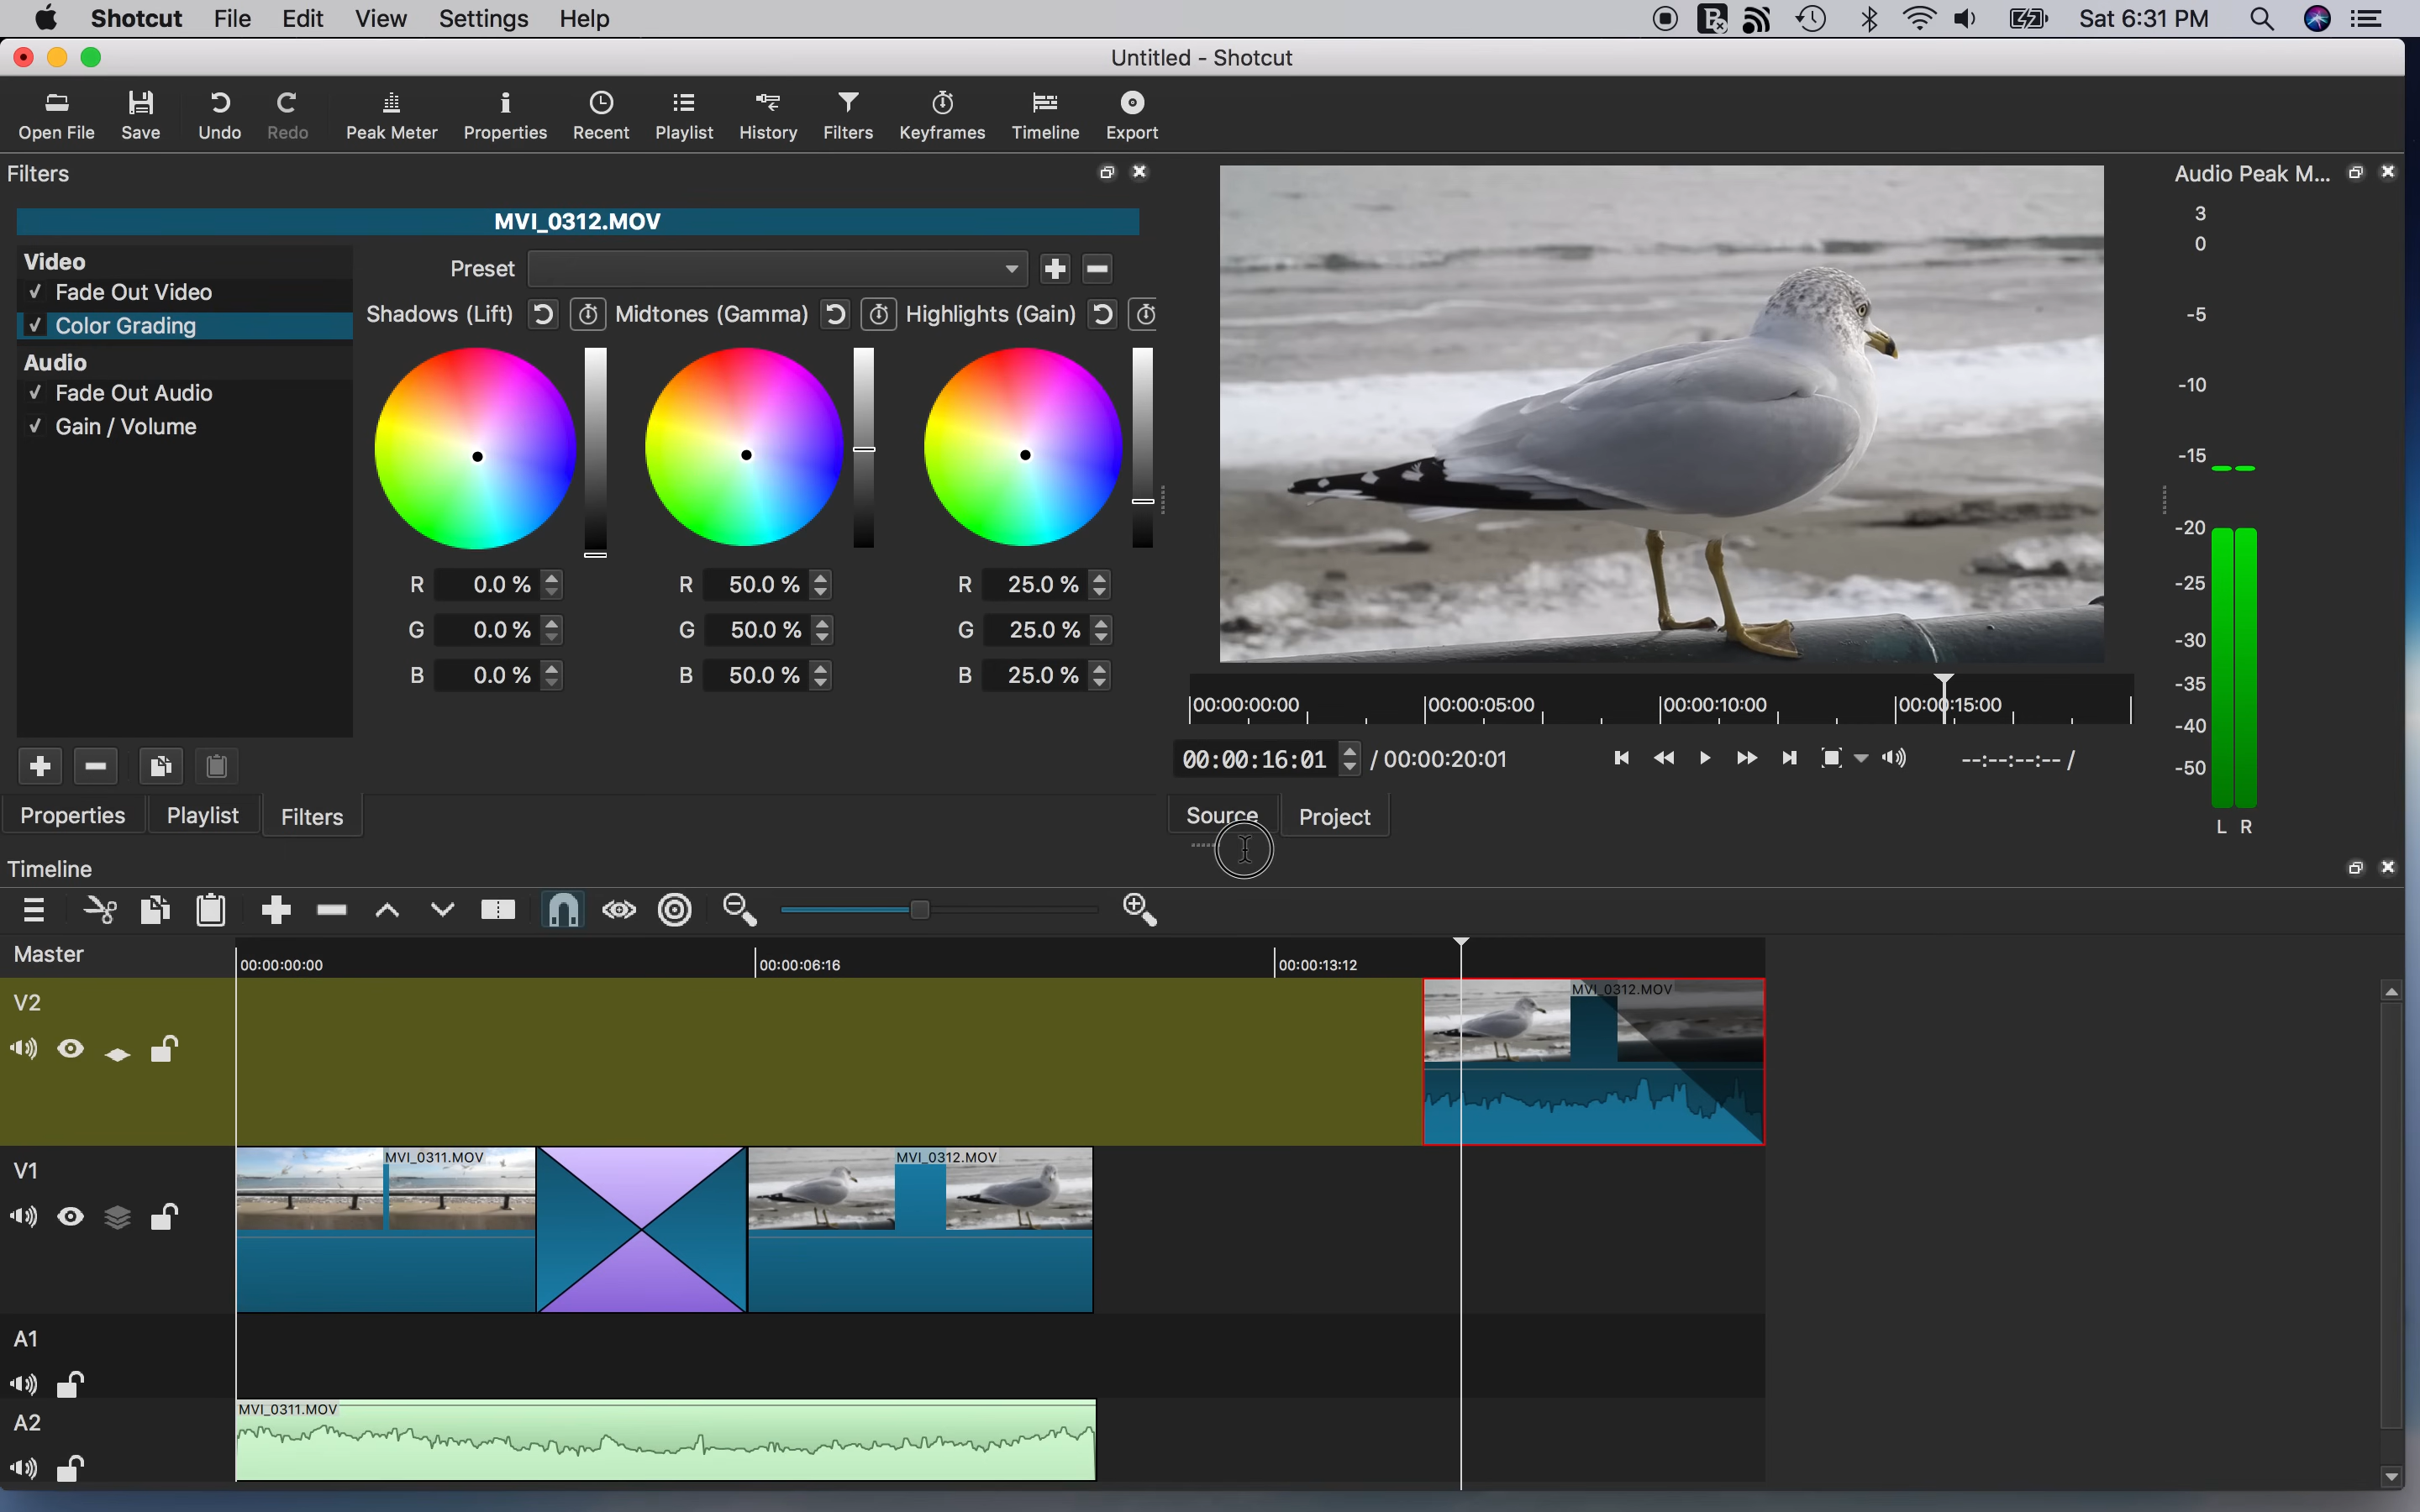 Shotcut File Edit View Settings Help Sat 6:31 PM
Untitled - Shotcut
Open File Save Undo Redo Peak Meter Properties Recent Playlist History Filters Keyframes Timeline Export
Filters
MVI_0312.MOV
Video
Fade Out Video
Color Grading
Audio
Fade Out Audio
Gain / Volume
Preset
Shadows (Lift) Midtones (Gamma) Highlights (Gain)
R 0.0 % R 50.0 % R 25.0 %
G 0.0 % G 50.0 % G 25.0 %
B 0.0 % B 50.0 % B 25.0 %
Properties Playlist Filters
00:00:00:00 00:00:05:00 00:00:10:00 00:00:15:00
00:00:16:01 / 00:00:20:01 --:--:--:-- /
Source Project
Audio Peak M...
3
0
-5
-10
-15
-20
-25
-30
-35
-40
-50
L R
Timeline
Master
00:00:00:00 00:00:06:16 00:00:13:12
V2
MVI_0312.MOV
V1
MVI_0311.MOV MVI_0312.MOV
A1
A2
MVI_0311.MOV